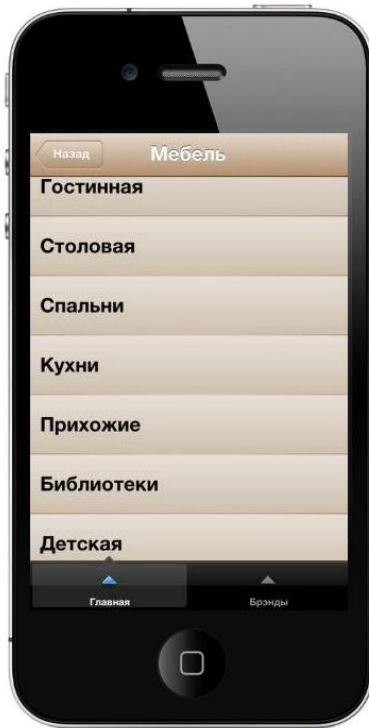 Назад
Мебель
Гостинная
Столовая
Спальни
Кухни
Прихожие
Библиотеки
Детская
Главная
Брэнды